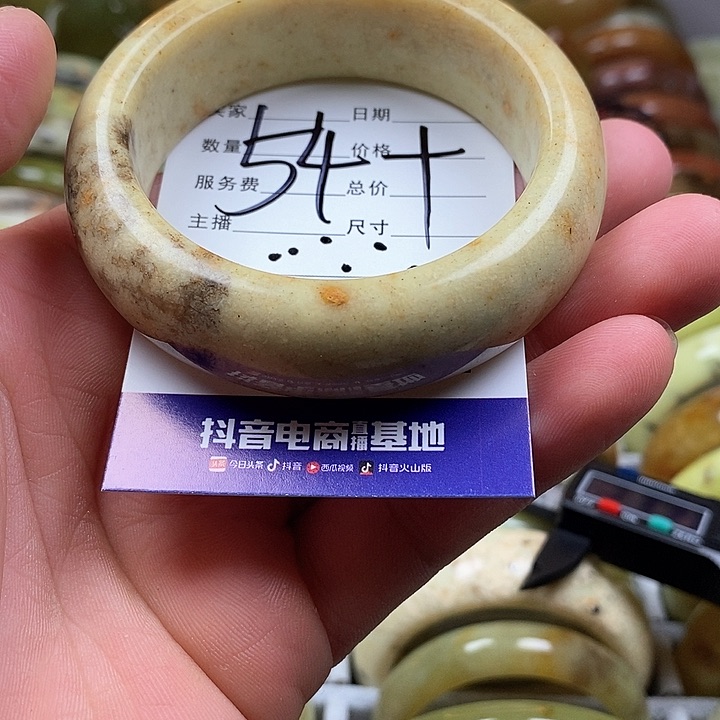 卖家 日期
数量 54+ 价格
服务费 总价
主播 尺寸
抖音电商直播基地
今日头条 抖音 西瓜视频 抖音火山版